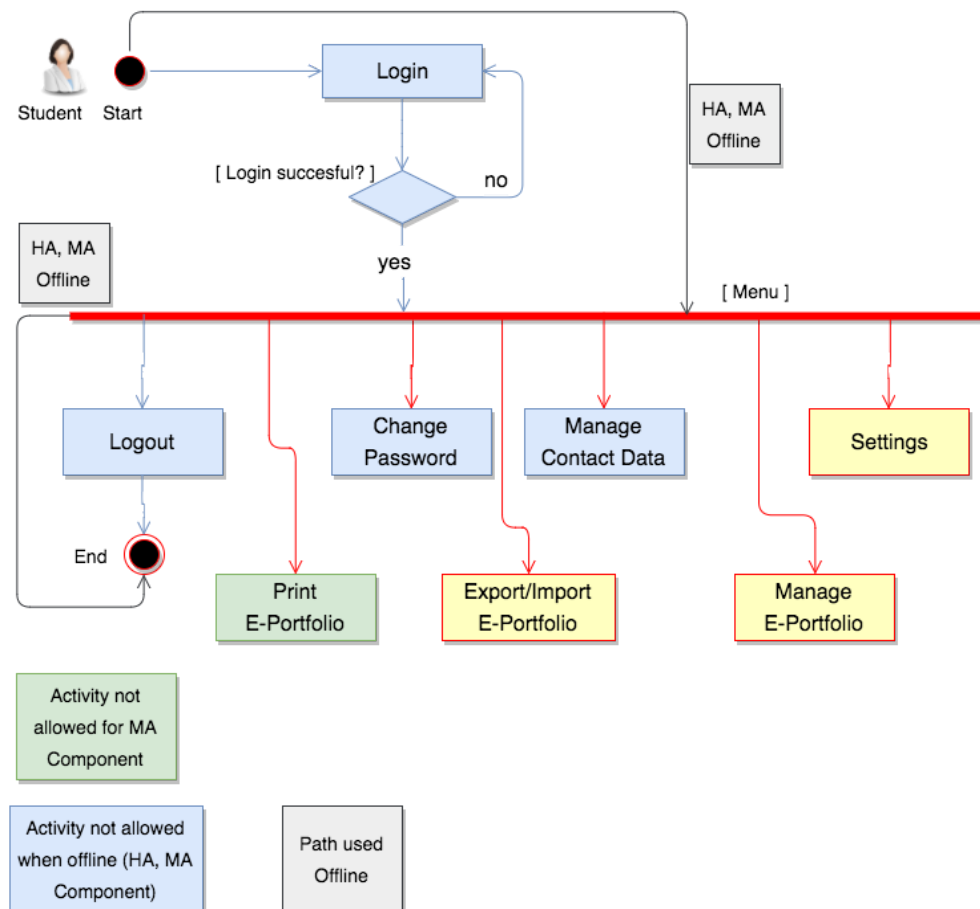 Login
Student
Start
HA, MA
Offline
[ Login succesful? ]
no
yes
HA, MA
Offline
[ Menu ]
Logout
Change
Password
Manage
Contact Data
Settings
End
Print
E-Portfolio
Export/Import
E-Portfolio
Manage
E-Portfolio
Activity not
allowed for MA
Component
Activity not allowed
when offline (HA, MA
Component)
Path used
Offline